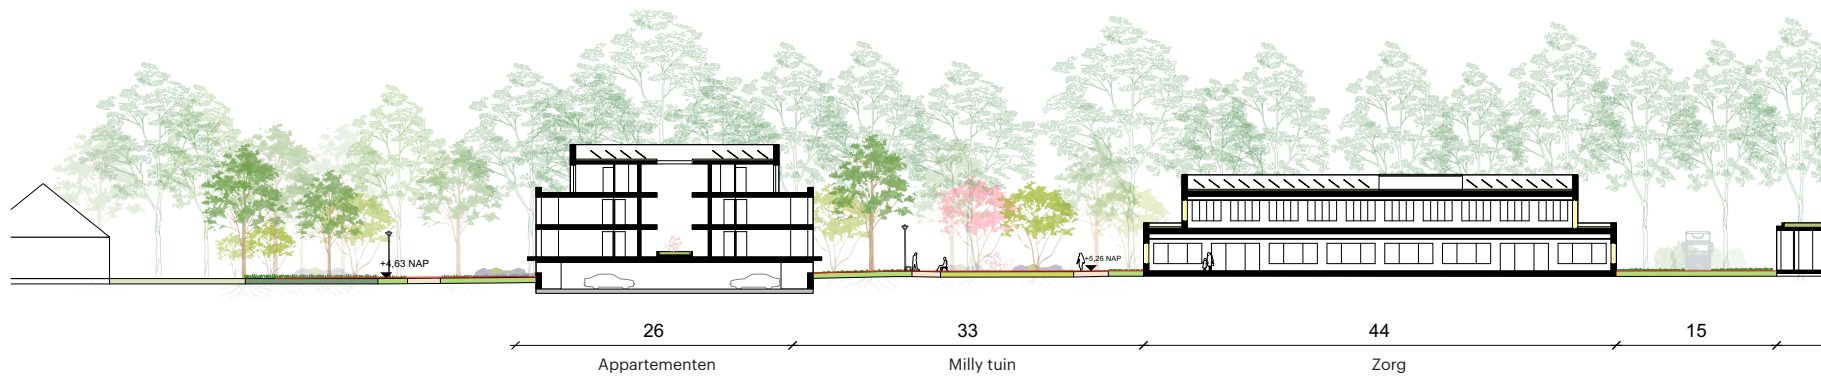 +4,63 NAP
+5,26 NAP
26
33
44
15
Appartementen
Milly tuin
Zorg